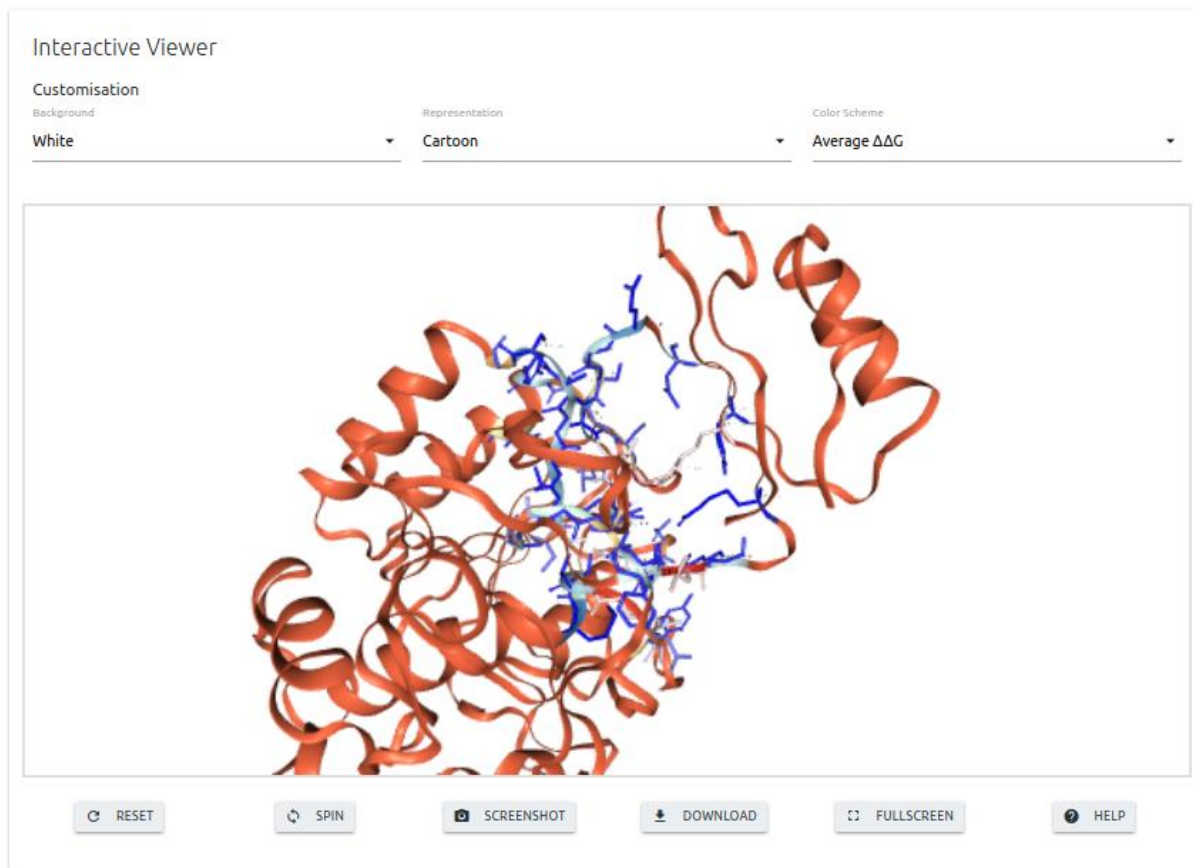 Interactive Viewer
Customisation
Background Representation Color Scheme
White Cartoon Average ΔΔG
RESET SPIN SCREENSHOT DOWNLOAD FULLSCREEN HELP